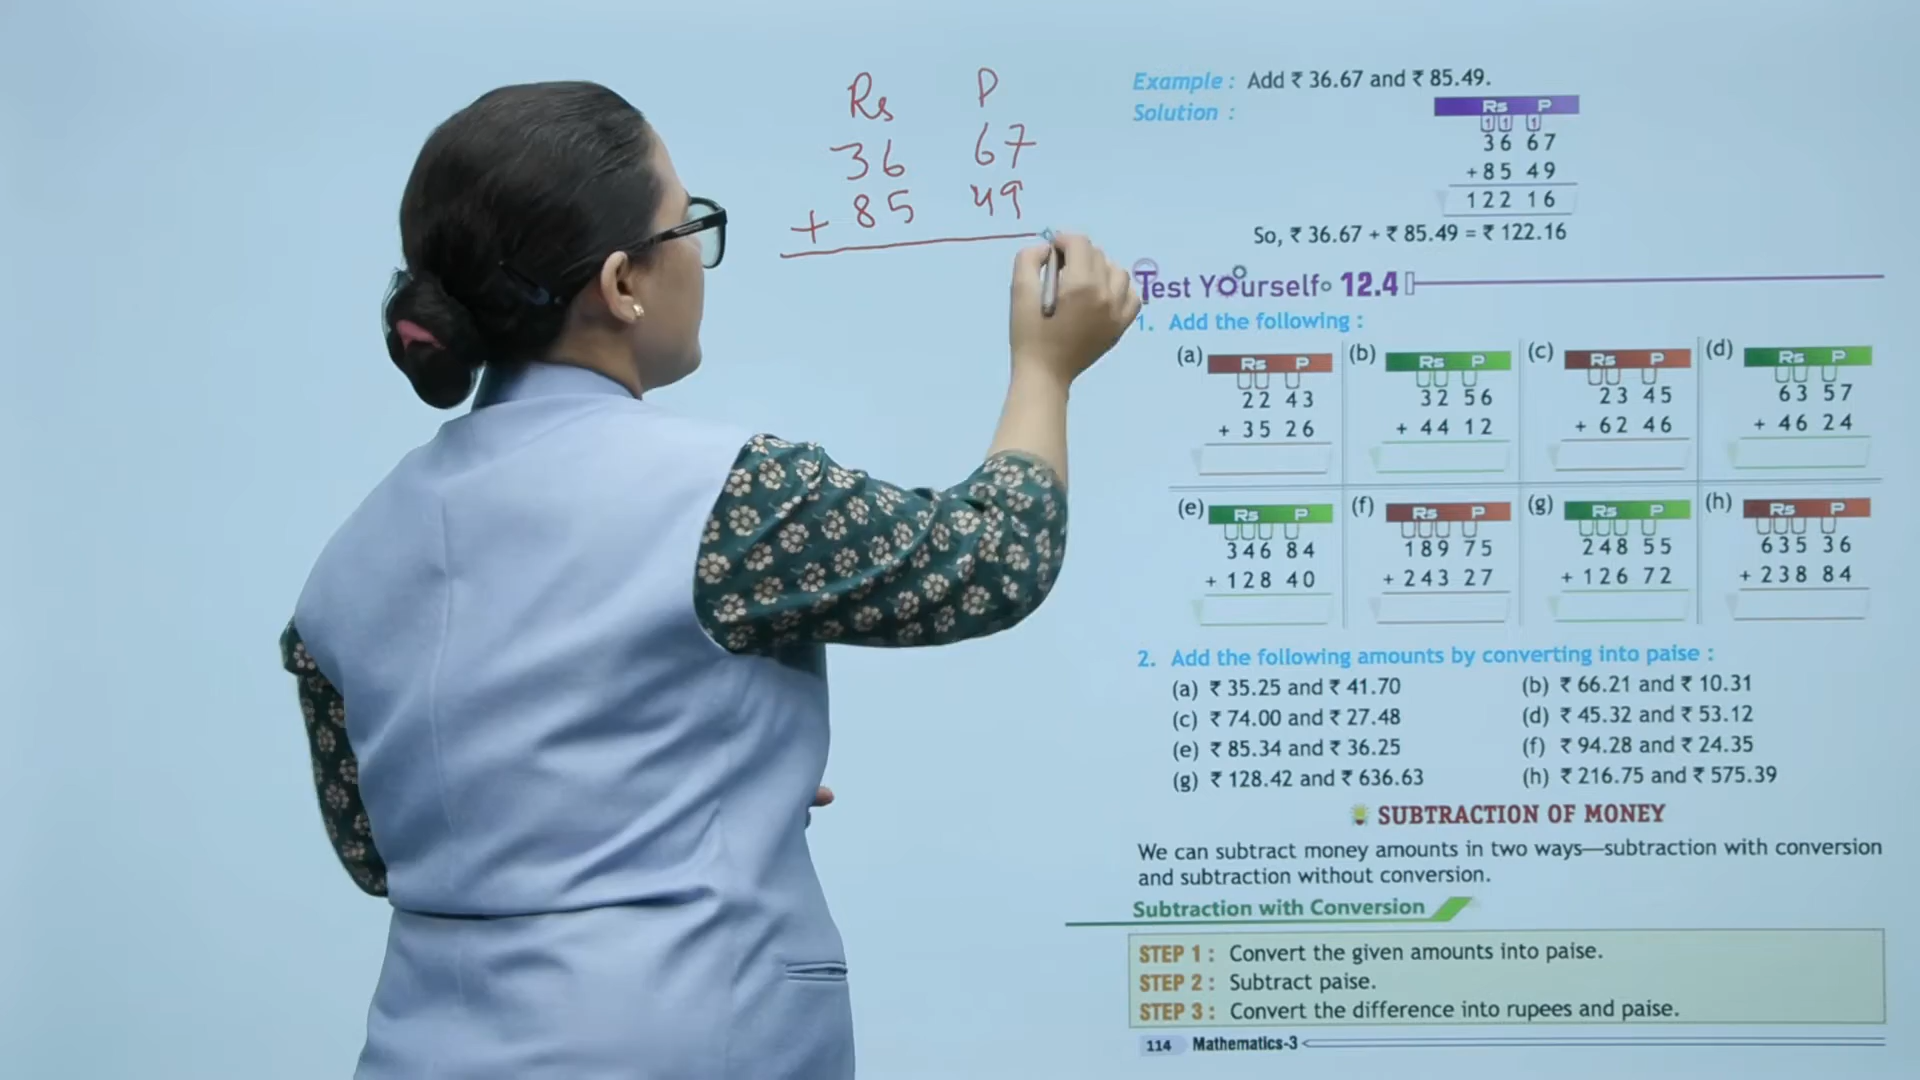 Rs P
36 67
+ 85 49
Example : Add ₹ 36.67 and ₹ 85.49.
Solution :
Rs P
1 1 1
36 67
+85 49
122 16
So, ₹ 36.67 + ₹ 85.49 = ₹ 122.16
Test Yourself 12.4
1. Add the following :
(a) Rs P
22 43
+ 35 26
(b) Rs P
32 56
+ 44 12
(c) Rs P
23 45
+ 62 46
(d) Rs P
63 57
+ 46 24
(e) Rs P
346 84
+ 128 40
(f) Rs P
189 75
+ 243 27
(g) Rs P
248 55
+ 126 72
(h) Rs P
635 36
+ 238 84
2. Add the following amounts by converting into paise :
(a) ₹ 35.25 and ₹ 41.70 (b) ₹ 66.21 and ₹ 10.31
(c) ₹ 74.00 and ₹ 27.48 (d) ₹ 45.32 and ₹ 53.12
(e) ₹ 85.34 and ₹ 36.25 (f) ₹ 94.28 and ₹ 24.35
(g) ₹ 128.42 and ₹ 636.63 (h) ₹ 216.75 and ₹ 575.39
SUBTRACTION OF MONEY
We can subtract money amounts in two ways—subtraction with conversion
and subtraction without conversion.
Subtraction with Conversion
STEP 1 : Convert the given amounts into paise.
STEP 2 : Subtract paise.
STEP 3 : Convert the difference into rupees and paise.
114 Mathematics-3